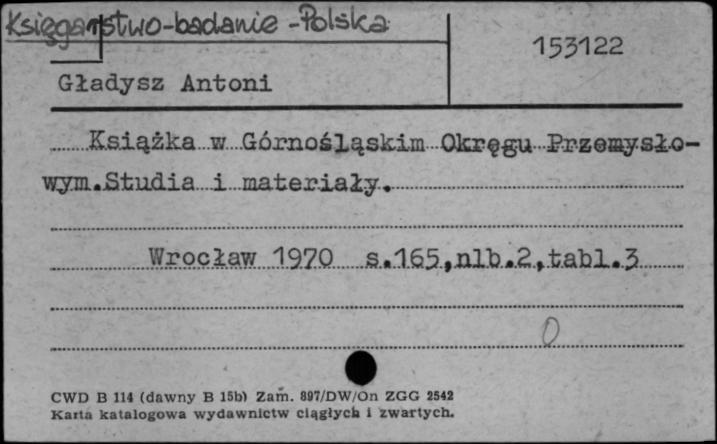 Księgarstwo-badanie-Polska
153122
Gładysz Antoni
Książka w Górnośląskim Okręgu Przemysło-
wym.Studia i materiały.
Wrocław 1970 s.165,nlb.2,tabl.3
0
CWD B 114 (dawny B 15b) Zam. 897/DW/On ZGG 2542
Karta katalogowa wydawnictw ciągłych i zwartych.